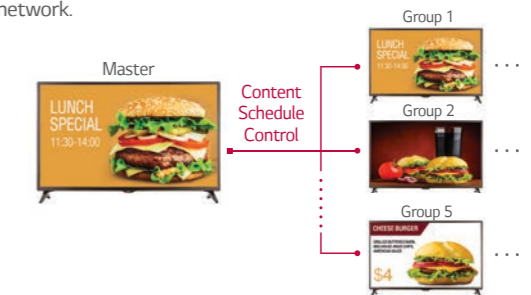 network.
Master
LUNCH
SPECIAL
11:30-14:00
Content
Schedule
Control
Group 1
LUNCH
SPECIAL
11:30-14:00
Group 2
Group 5
CHEESE BURGER
$4